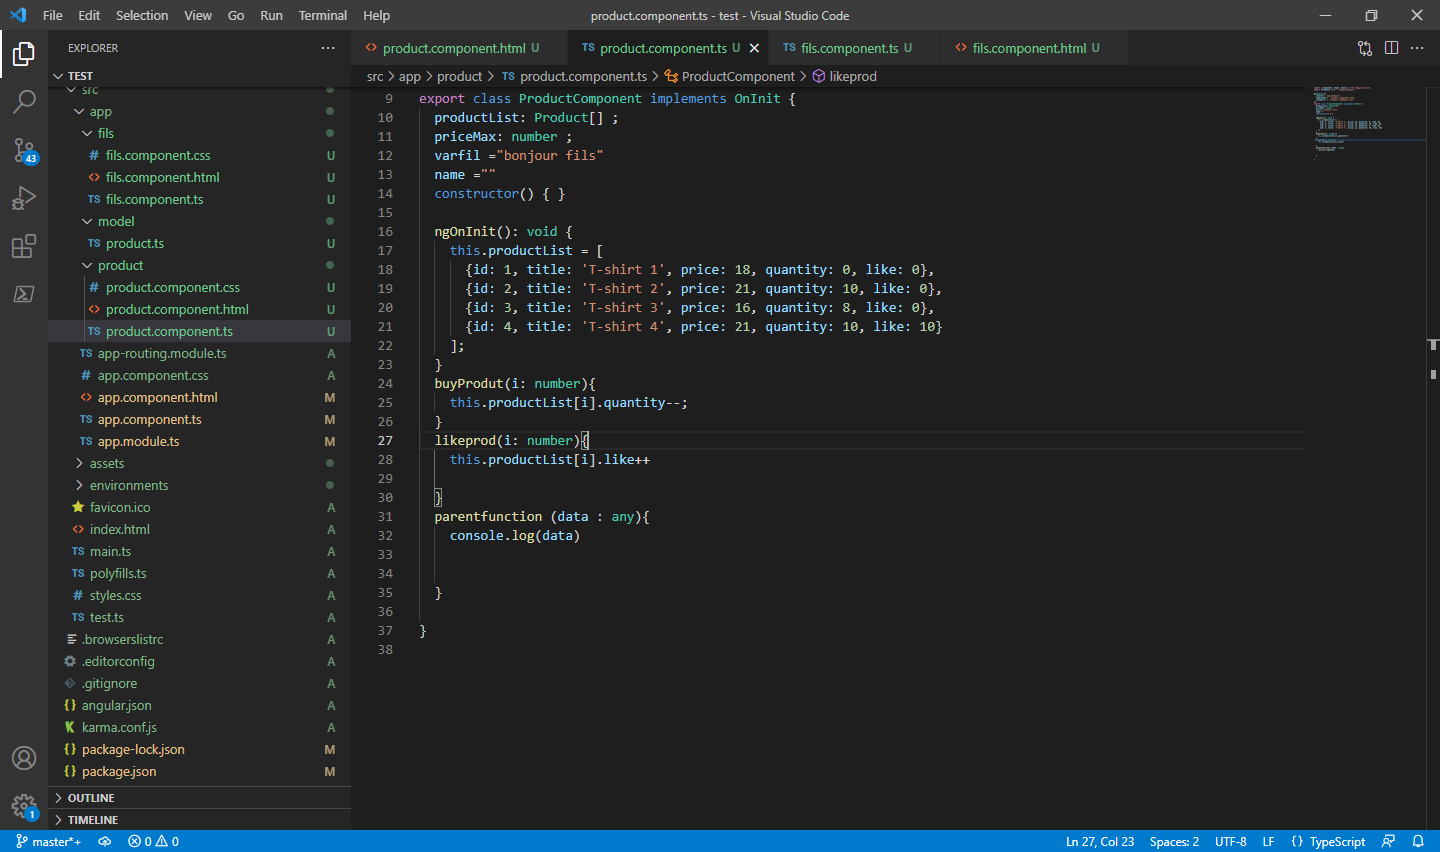 File Edit Selection View Go Run Terminal Help
product.component.ts - test - Visual Studio Code
EXPLORER
TEST
src
app
fils
fils.component.css U
fils.component.html U
fils.component.ts U
model
product.ts U
product
product.component.css U
product.component.html U
product.component.ts U
app-routing.module.ts A
app.component.css A
app.component.html M
app.component.ts M
app.module.ts M
assets
environments
favicon.ico A
index.html A
main.ts A
polyfills.ts A
styles.css A
test.ts A
.browserslistrc A
.editorconfig A
.gitignore A
angular.json A
karma.conf.js A
package-lock.json M
package.json M
OUTLINE
TIMELINE
43
1
product.component.html U
TS product.component.ts U
TS fils.component.ts U
fils.component.html U
src > app > product > TS product.component.ts > ProductComponent > likeprod
9 export class ProductComponent implements OnInit {
10 productList: Product[] ;
11 priceMax: number ;
12 varfil ="bonjour fils"
13 name =""
14 constructor() { }
15
16 ngOnInit(): void {
17 this.productList = [
18 {id: 1, title: 'T-shirt 1', price: 18, quantity: 0, like: 0},
19 {id: 2, title: 'T-shirt 2', price: 21, quantity: 10, like: 0},
20 {id: 3, title: 'T-shirt 3', price: 16, quantity: 8, like: 0},
21 {id: 4, title: 'T-shirt 4', price: 21, quantity: 10, like: 10}
22 ];
23 }
24 buyProdut(i: number){
25 this.productList[i].quantity--;
26 }
27 likeprod(i: number){
28 this.productList[i].like++
29
30 }
31 parentfunction (data : any){
32 console.log(data)
33
34
35 }
36
37 }
38
master*+ 0 0
Ln 27, Col 23 Spaces: 2 UTF-8 LF {} TypeScript